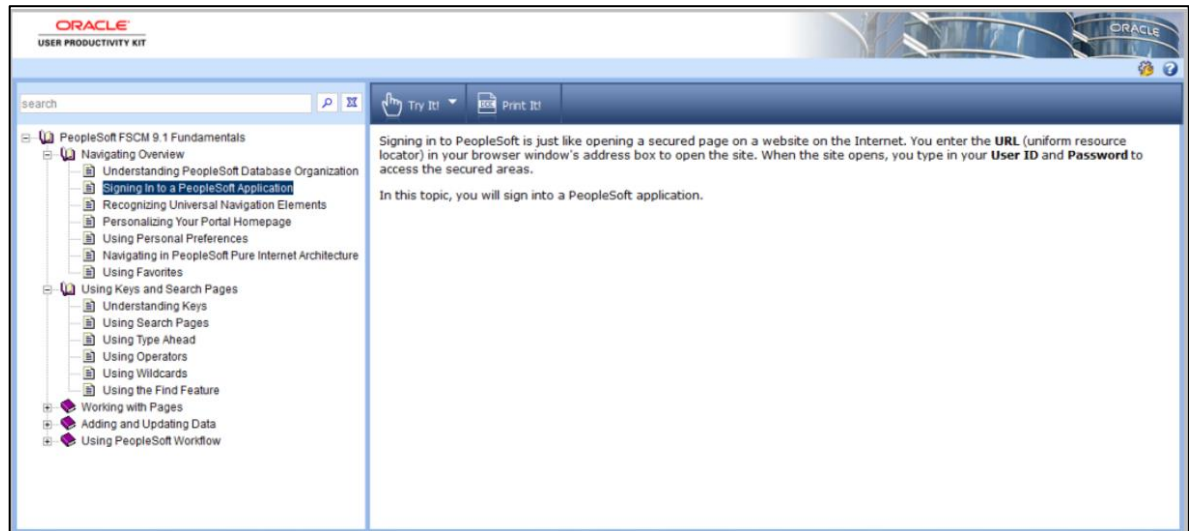 ORACLE
USER PRODUCTIVITY KIT
ORACLE
search
Try It!
Print It!
PeopleSoft FSCM 9.1 Fundamentals
Navigating Overview
Understanding PeopleSoft Database Organization
Signing In to a PeopleSoft Application
Recognizing Universal Navigation Elements
Personalizing Your Portal Homepage
Using Personal Preferences
Navigating in PeopleSoft Pure Internet Architecture
Using Favorites
Using Keys and Search Pages
Understanding Keys
Using Search Pages
Using Type Ahead
Using Operators
Using Wildcards
Using the Find Feature
Working with Pages
Adding and Updating Data
Using PeopleSoft Workflow
Signing in to PeopleSoft is just like opening a secured page on a website on the Internet. You enter the URL (uniform resource
locator) in your browser window's address box to open the site. When the site opens, you type in your User ID and Password to
access the secured areas.
In this topic, you will sign into a PeopleSoft application.